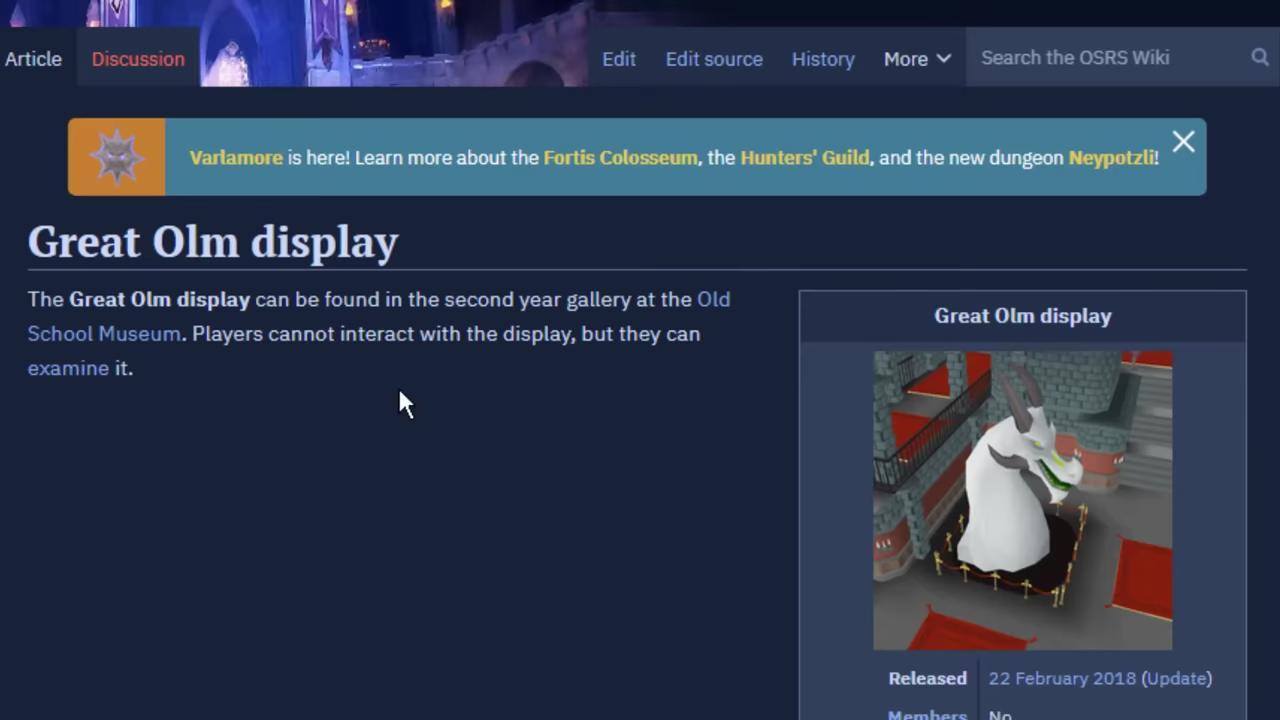 Article
Discussion
Edit
Edit source
History
More
Search the OSRS Wiki
Varlamore is here! Learn more about the Fortis Colosseum, the Hunters' Guild, and the new dungeon Neypotzli!
Great Olm display
The Great Olm display can be found in the second year gallery at the Old
School Museum. Players cannot interact with the display, but they can
examine it.
Great Olm display
Released 22 February 2018 (Update)
Members No